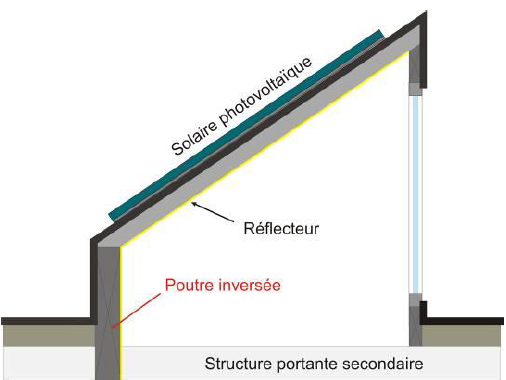 Solaire photovoltaïque
Réflecteur
Poutre inversée
Structure portante secondaire